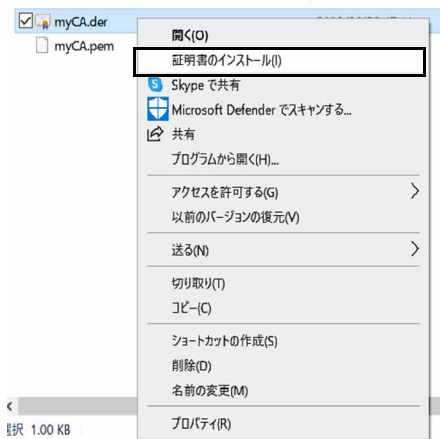 myCA.der
myCA.pem
開く(O)
証明書のインストール(I)
Skype で共有
Microsoft Defender でスキャンする...
共有
プログラムから開く(H)...
アクセスを許可する(G)
以前のバージョンの復元(V)
送る(N)
切り取り(T)
コピー(C)
ショートカットの作成(S)
削除(D)
名前の変更(M)
プロパティ(R)
選択 1.00 KB